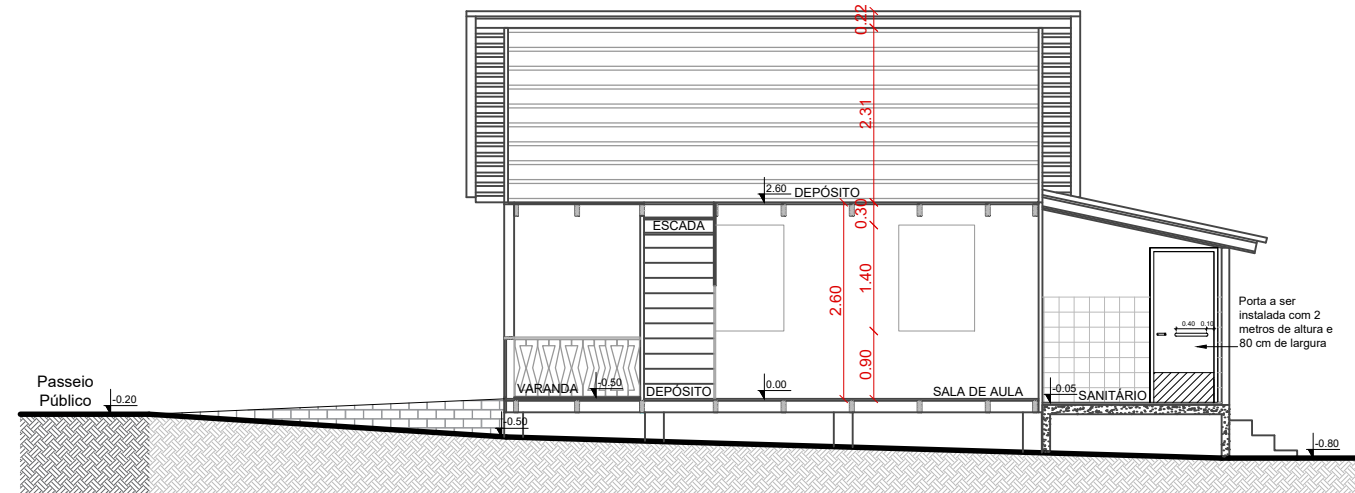 0.22
2.31
2.60
DEPÓSITO
0.30
ESCADA
1.40
2.60
0.90
Porta a ser
instalada com 2
metros de altura e
80 cm de largura
0.40
0.10
Passeio
Público
-0.20
VARANDA
-0.50
DEPÓSITO
0.00
SALA DE AULA
-0.05
SANITÁRIO
-0.50
-0.80